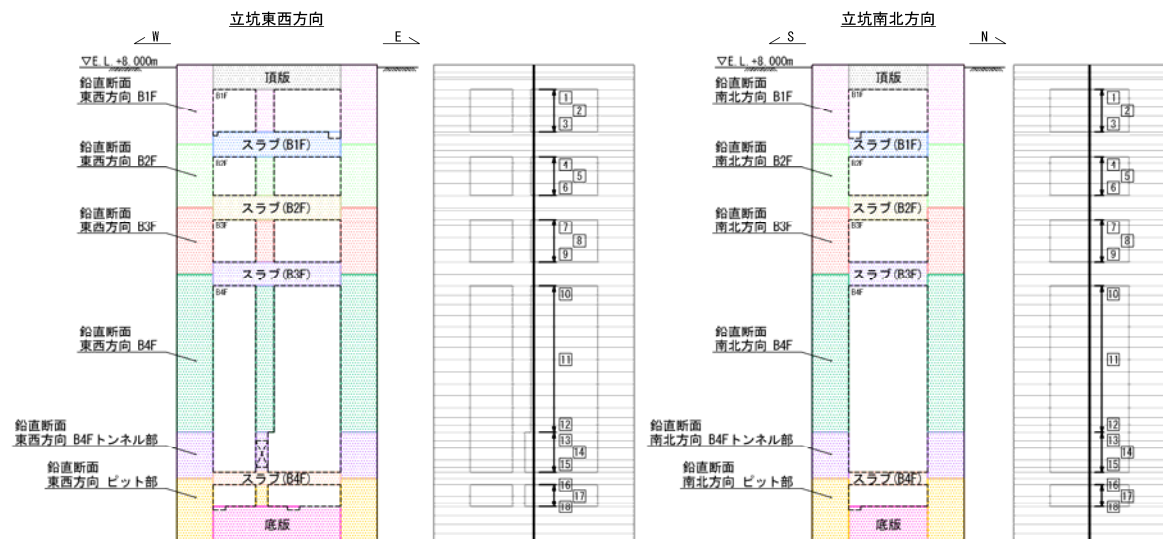 立坑東西方向
W
E
▽E.L.+8.000m
鉛直断面
東西方向 B1F
鉛直断面
東西方向 B2F
鉛直断面
東西方向 B3F
鉛直断面
東西方向 B4F
鉛直断面
東西方向 B4Fトンネル部
鉛直断面
東西方向 ピット部
頂版
B1F
スラブ(B1F)
B2F
スラブ(B2F)
B3F
スラブ(B3F)
B4F
スラブ(B4F)
底版
1
2
3
4
5
6
7
8
9
10
11
12
13
14
15
16
17
18
立坑南北方向
S
N
▽E.L.+8.000m
鉛直断面
南北方向 B1F
鉛直断面
南北方向 B2F
鉛直断面
南北方向 B3F
鉛直断面
南北方向 B4F
鉛直断面
南北方向 B4Fトンネル部
鉛直断面
南北方向 ピット部
頂版
B1F
スラブ(B1F)
B2F
スラブ(B2F)
B3F
スラブ(B3F)
B4F
スラブ(B4F)
底版
1
2
3
4
5
6
7
8
9
10
11
12
13
14
15
16
17
18